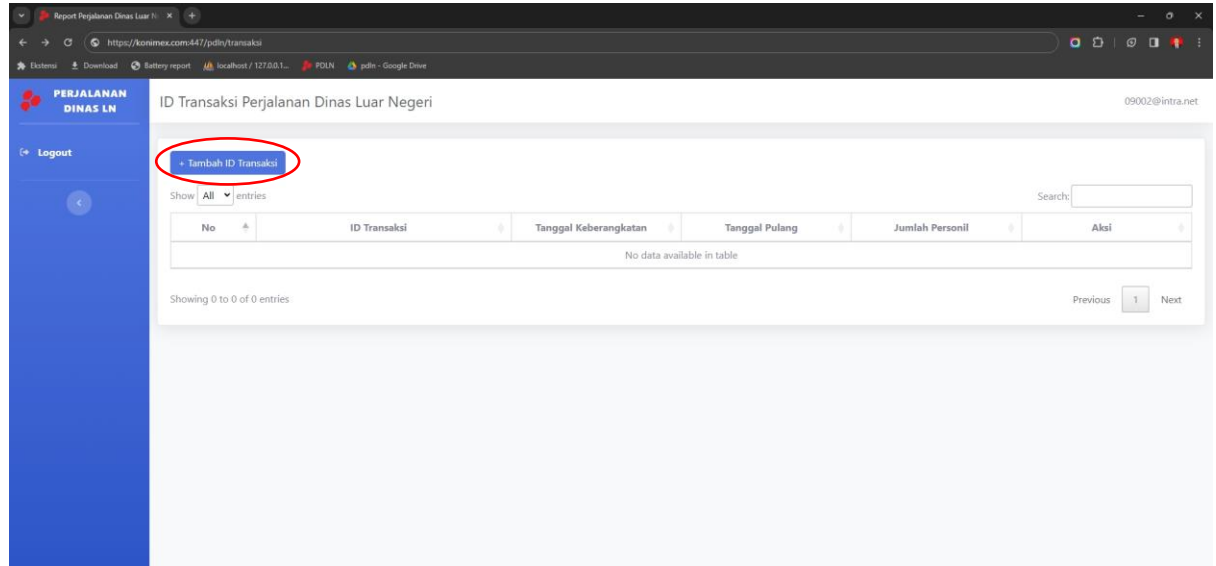 Report Perjalanan Dinas Luar N
https://konimex.com:447/pdln/transaksi
Ekstensi Download Battery report localhost / 127.0.0.1... PDLN pdln - Google Drive
PERJALANAN
DINAS LN
ID Transaksi Perjalanan Dinas Luar Negeri
09002@intra.net
Logout
+ Tambah ID Transaksi
Show All entries
Search:
No ID Transaksi Tanggal Keberangkatan Tanggal Pulang Jumlah Personil Aksi
No data available in table
Showing 0 to 0 of 0 entries
Previous 1 Next